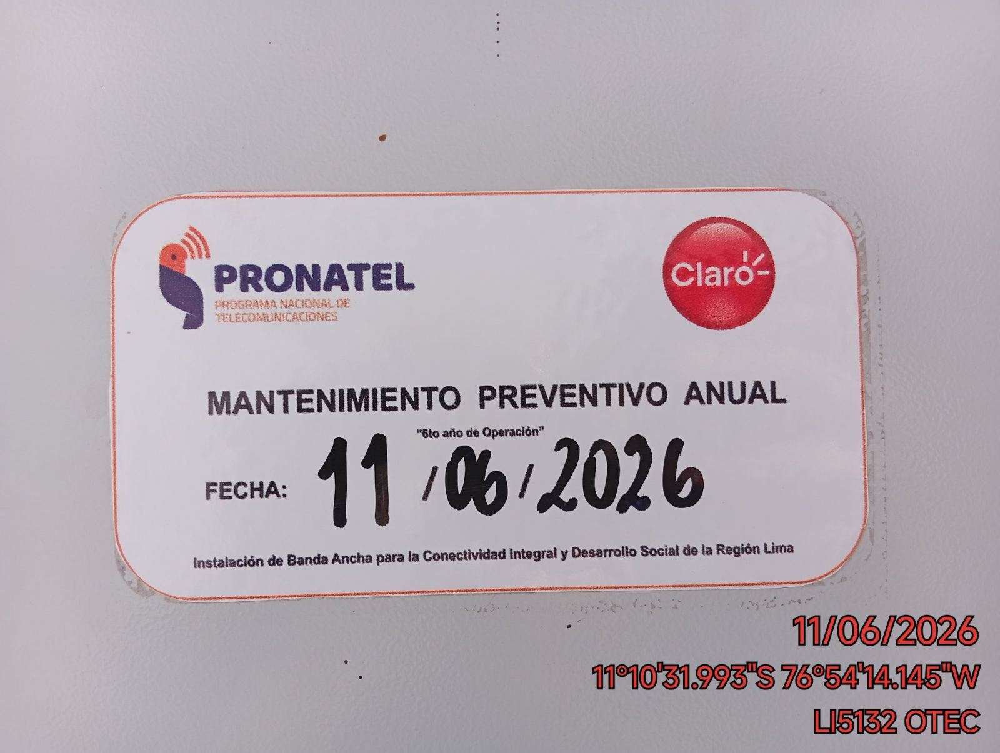 PRONATEL
PROGRAMA NACIONAL DE
TELECOMUNICACIONES
Claro
MANTENIMIENTO PREVENTIVO ANUAL
“6to año de Operación”
FECHA: 11/06/2026
Instalación de Banda Ancha para la Conectividad Integral y Desarrollo Social de la Región Lima
11/06/2026
11°10'31.993"S 76°54'14.145"W
LI5132 OTEC